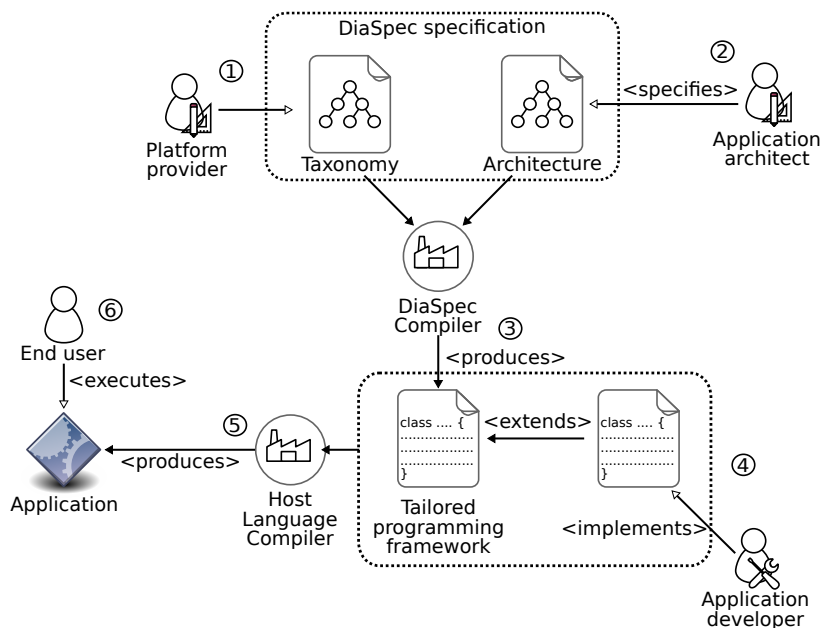 DiaSpec specification
①
②
<specifies>
Platform
provider
Taxonomy
Architecture
Application
architect
DiaSpec
Compiler
③
<produces>
⑥
End user
<executes>
⑤
<produces>
Application
Host
Language
Compiler
class .... {
...................
...................
...................
}
<extends>
class .... {
...................
...................
...................
}
Tailored
programming
framework
④
<implements>
Application
developer